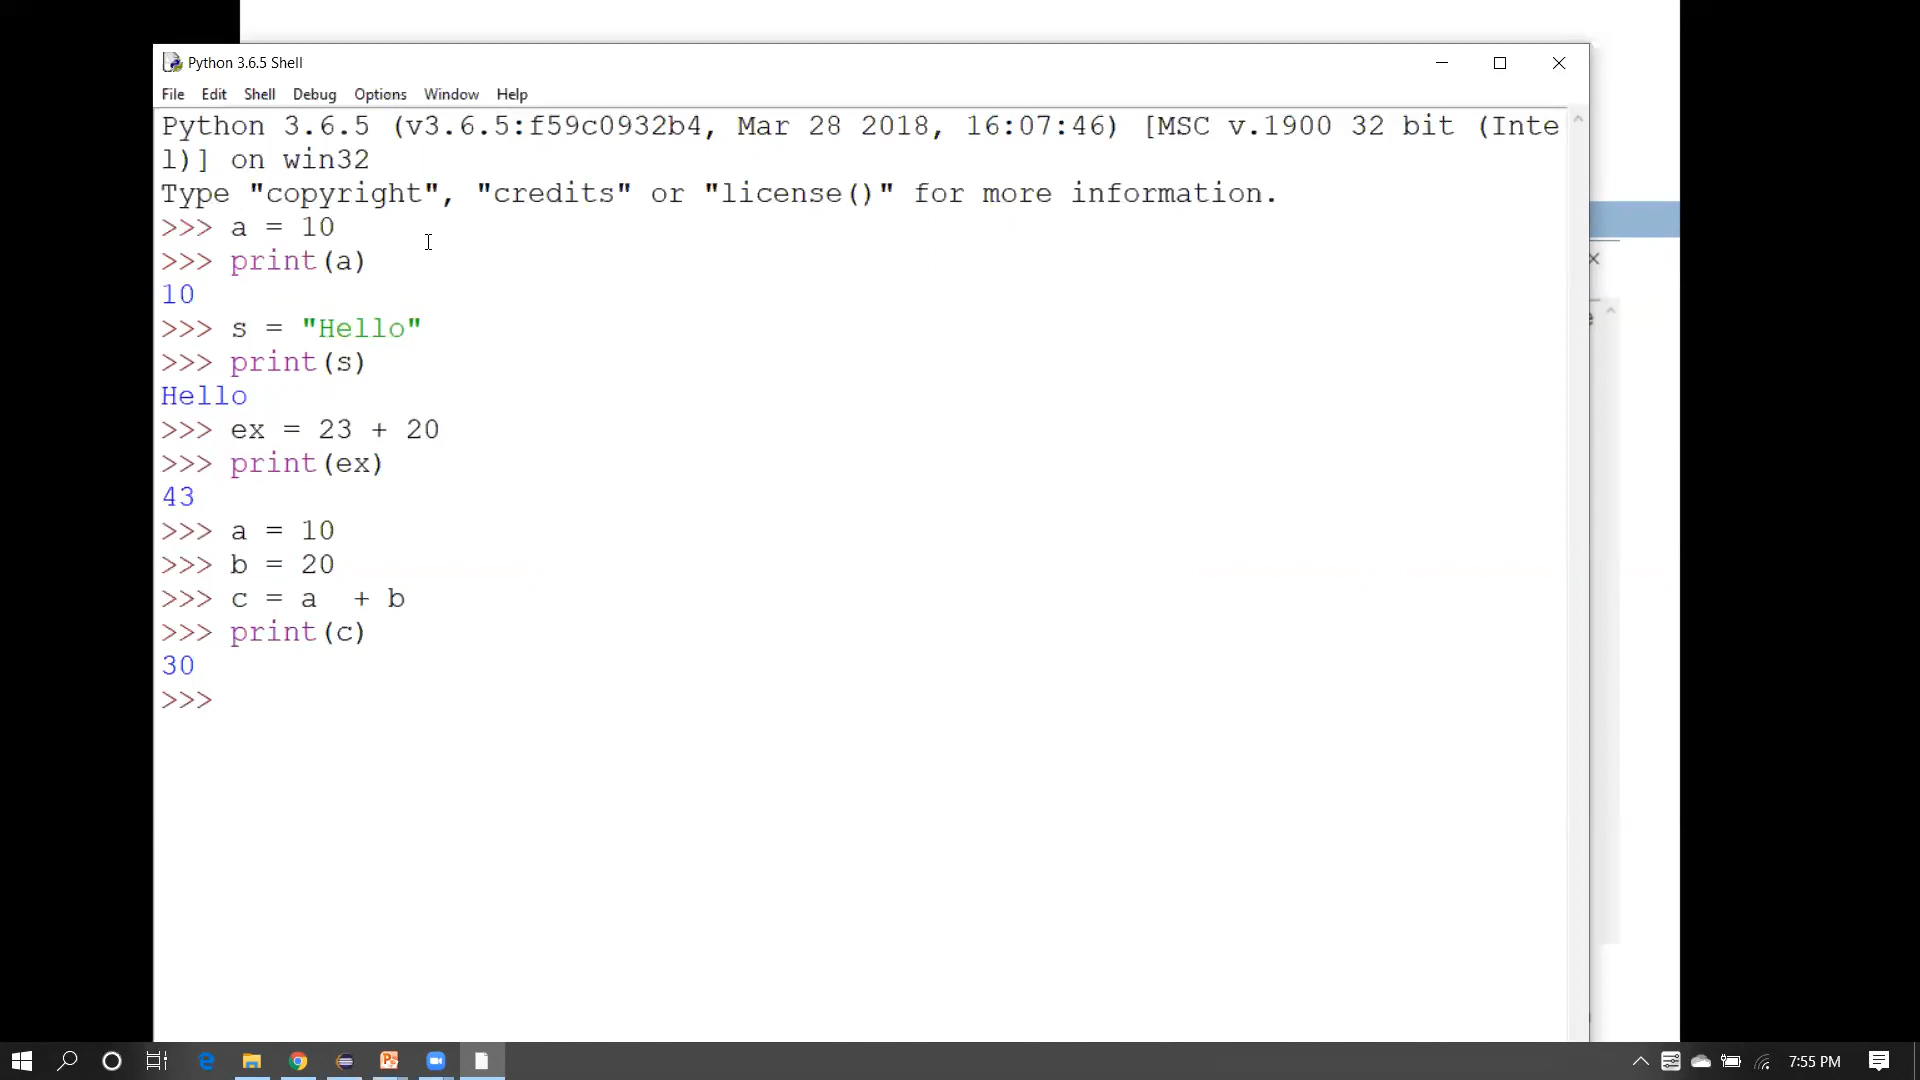 Python 3.6.5 Shell
File Edit Shell Debug Options Window Help
Python 3.6.5 (v3.6.5:f59c0932b4, Mar 28 2018, 16:07:46) [MSC v.1900 32 bit (Inte
l)] on win32
Type "copyright", "credits" or "license()" for more information.
>>> a = 10
>>> print(a)
10
>>> s = "Hello"
>>> print(s)
Hello
>>> ex = 23 + 20
>>> print(ex)
43
>>> a = 10
>>> b = 20
>>> c = a  + b
>>> print(c)
30
>>>
7:55 PM